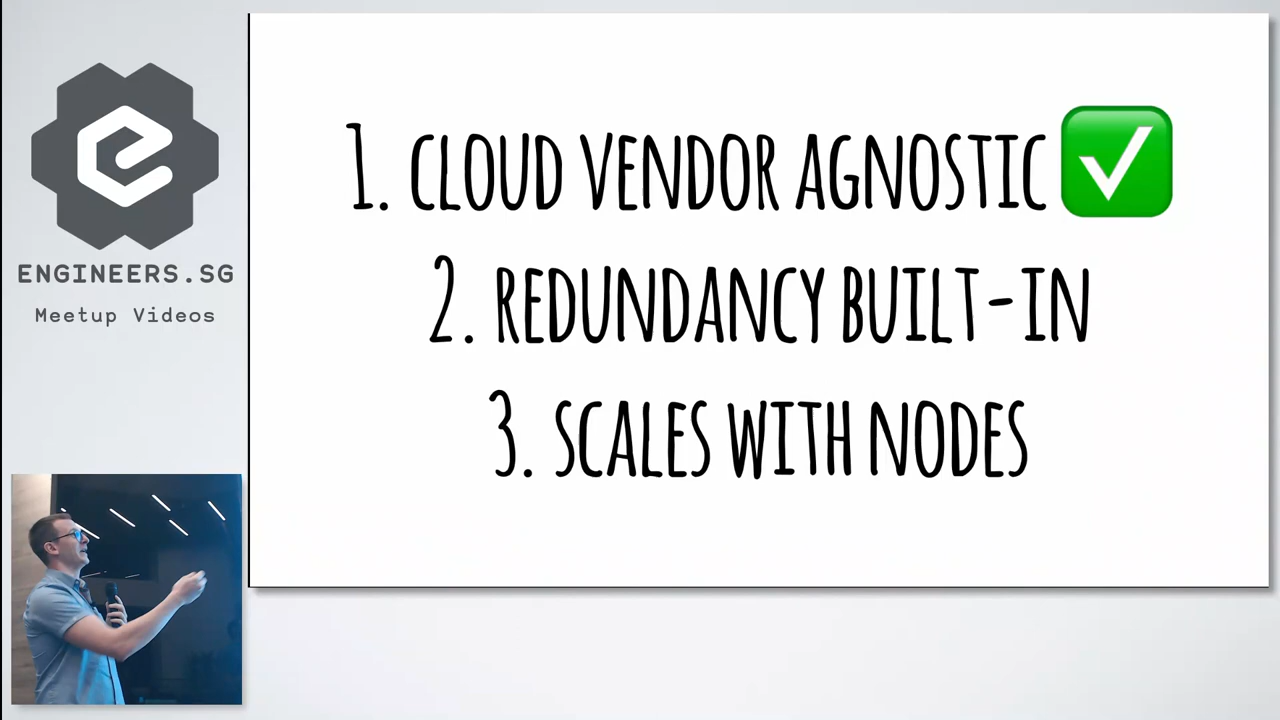 ENGINEERS.SG
Meetup Videos
1. CLOUD VENDOR AGNOSTIC ✅
2. REDUNDANCY BUILT-IN
3. SCALES WITH NODES